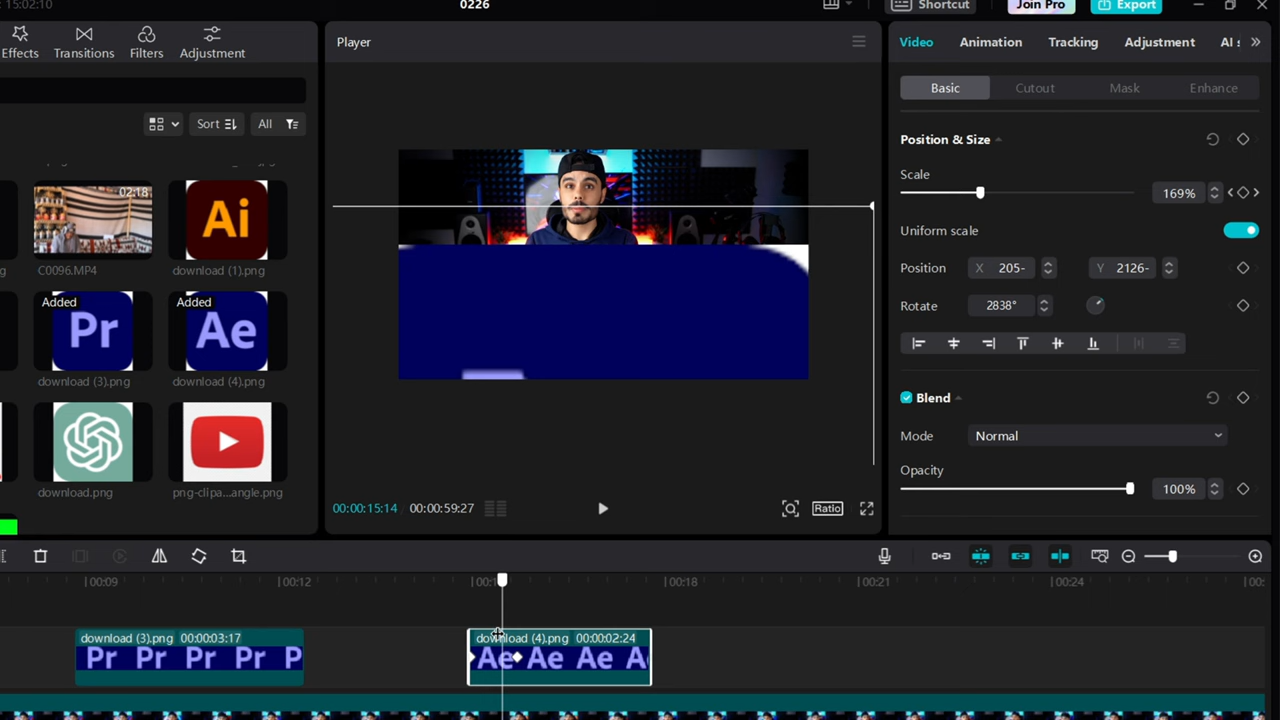 15:02:10
0226
Shortcut
Join Pro
Export
Effects
Transitions
Filters
Adjustment
Player
Video
Animation
Tracking
Adjustment
AI
Basic
Cutout
Mask
Enhance
Sort
All
Position & Size
Scale
169%
Uniform scale
Position
X
205-
Y
2126-
Rotate
2838°
Blend
Mode
Normal
Opacity
100%
02:18
Ai
C0096.MP4
download (1).png
Added
Pr
Added
Ae
download (3).png
download (4).png
download.png
png-clipa...angle.png
00:00:15:14
00:00:59:27
Ratio
00:09
00:12
00:18
00:21
00:24
download (3).png 00:00:03:17
Pr Pr Pr Pr P
download (4).png 00:00:02:24
Ae Ae Ae A